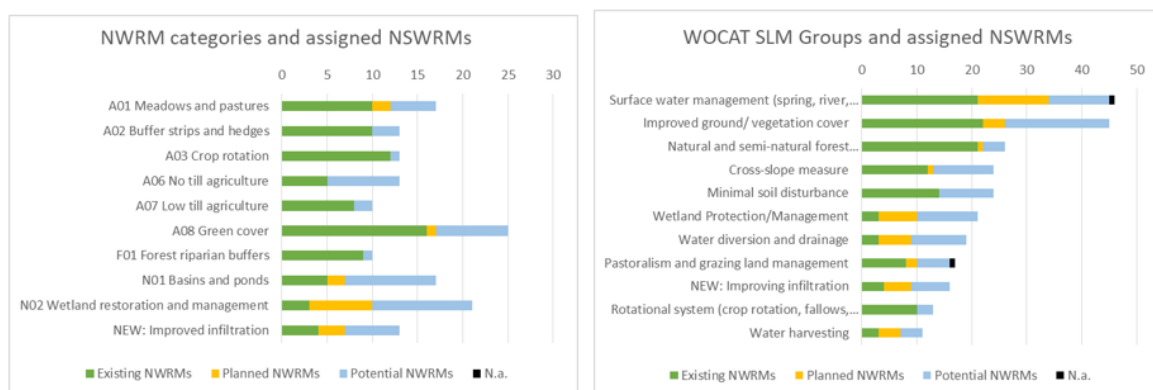 NWRM categories and assigned NSWRMs
0 5 10 15 20 25 30
A01 Meadows and pastures
A02 Buffer strips and hedges
A03 Crop rotation
A06 No till agriculture
A07 Low till agriculture
A08 Green cover
F01 Forest riparian buffers
N01 Basins and ponds
N02 Wetland restoration and management
NEW: Improved infiltration
Existing NWRMs Planned NWRMs Potential NWRMs N.a.
WOCAT SLM Groups and assigned NSWRMs
0 10 20 30 40 50
Surface water management (spring, river,...
Improved ground/ vegetation cover
Natural and semi-natural forest...
Cross-slope measure
Minimal soil disturbance
Wetland Protection/Management
Water diversion and drainage
Pastoralism and grazing land management
NEW: Improving infiltration
Rotational system (crop rotation, fallows,...
Water harvesting
Existing NWRMs Planned NWRMs Potential NWRMs N.a.